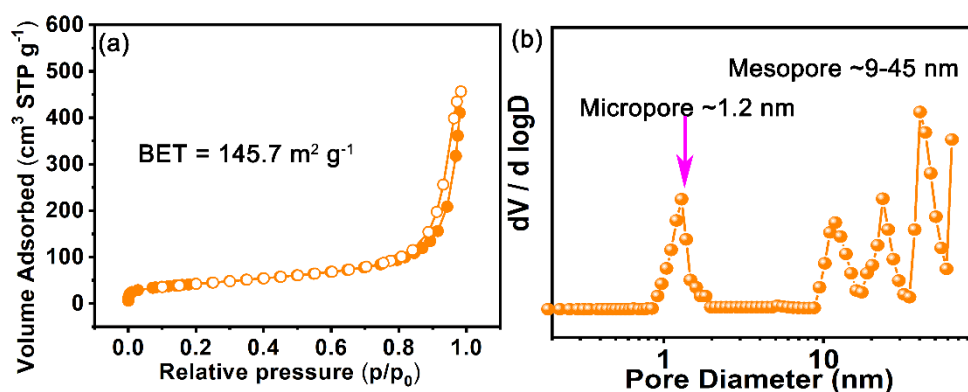 (a)
BET = 145.7 m² g⁻¹
Volume Adsorbed (cm³ STP g⁻¹)
600
500
400
300
200
100
0
0.0 0.2 0.4 0.6 0.8 1.0
Relative pressure (p/p₀)
(b)
Mesopore ~9-45 nm
Micropore ~1.2 nm
dV / d logD
1 10
Pore Diameter (nm)